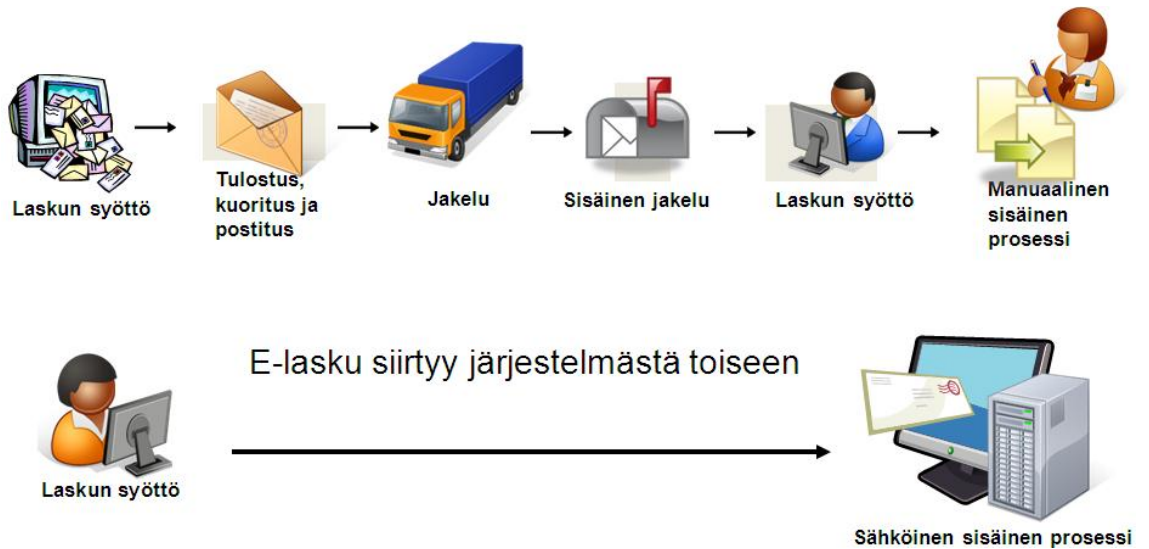 Laskun syöttö
Tulostus,
kuoritus ja
postitus
Jakelu
Sisäinen jakelu
Laskun syöttö
Manuaalinen
sisäinen
prosessi
E-lasku siirtyy järjestelmästä toiseen
Laskun syöttö
Sähköinen sisäinen prosessi